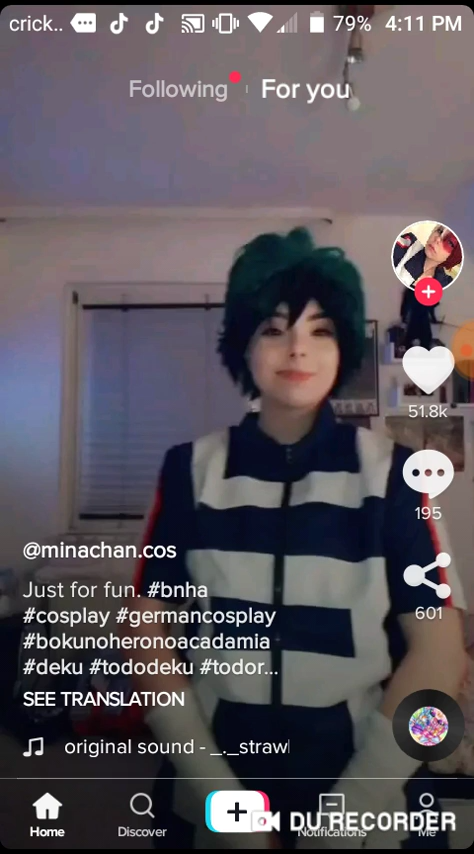 crick.. 79% 4:11 PM
Following For you
51.8k
195
601
@minachan.cos
Just for fun. #bnha
#cosplay #germancosplay
#bokunoheronoacadamia
#deku #tododeku #todor...
SEE TRANSLATION
original sound - _._straw
Home Discover Notifications Me
DU RECORDER